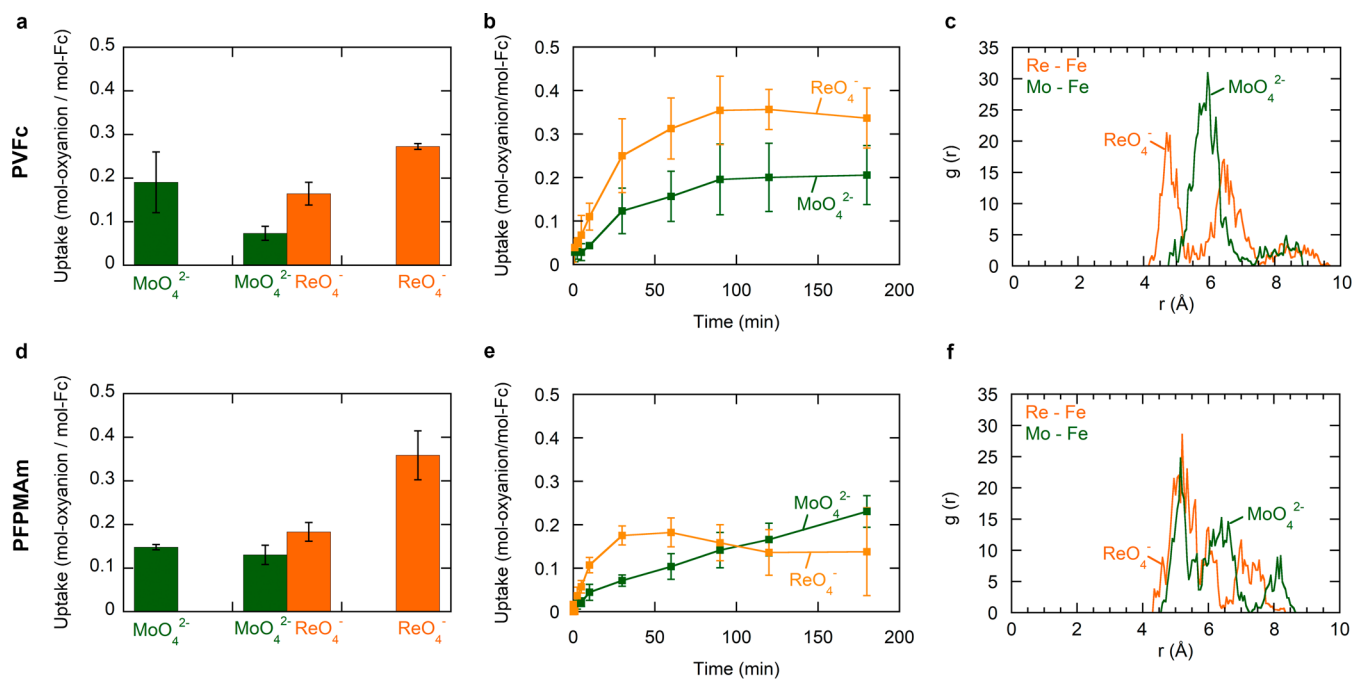 a
PVFc
Uptake (mol-oxyanion / mol-Fc)
0.5
0.4
0.3
0.2
0.1
0
MoO₄²⁻
MoO₄²⁻ ReO₄⁻
ReO₄⁻
b
Uptake (mol-oxyanion/mol-Fc)
0.5
0.4
0.3
0.2
0.1
0
ReO₄⁻
MoO₄²⁻
0 50 100 150 200
Time (min)
c
g (r)
35
30
25
20
15
10
5
0
Re - Fe
Mo - Fe
MoO₄²⁻
ReO₄⁻
0 2 4 6 8 10
r (Å)
d
PFPMAm
Uptake (mol-oxyanion / mol-Fc)
0.5
0.4
0.3
0.2
0.1
0
MoO₄²⁻
MoO₄²⁻ ReO₄⁻
ReO₄⁻
e
Uptake (mol-oxyanion/mol-Fc)
0.5
0.4
0.3
0.2
0.1
0
MoO₄²⁻
ReO₄⁻
0 50 100 150 200
Time (min)
f
g (r)
35
30
25
20
15
10
5
0
Re - Fe
Mo - Fe
MoO₄²⁻
ReO₄⁻
0 2 4 6 8 10
r (Å)